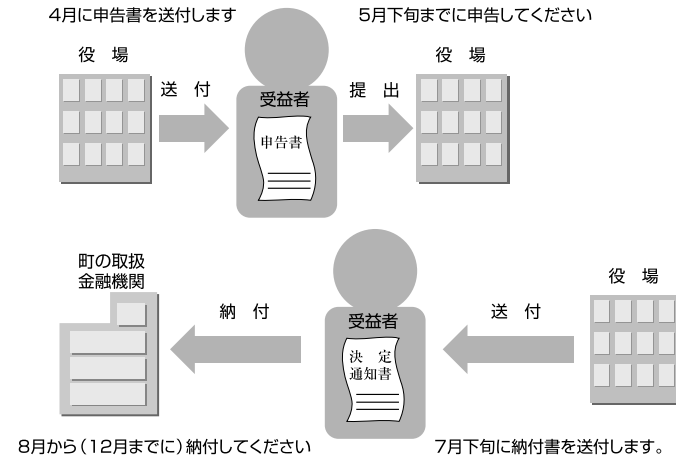 4月に申告書を送付します
5月下旬までに申告してください
役　場
送　付
受益者
申告書
提　出
役　場
役　場
送　付
受益者
決　定
通知書
納　付
町の取扱
金融機関
7月下旬に納付書を送付します。
8月から（12月までに）納付してください